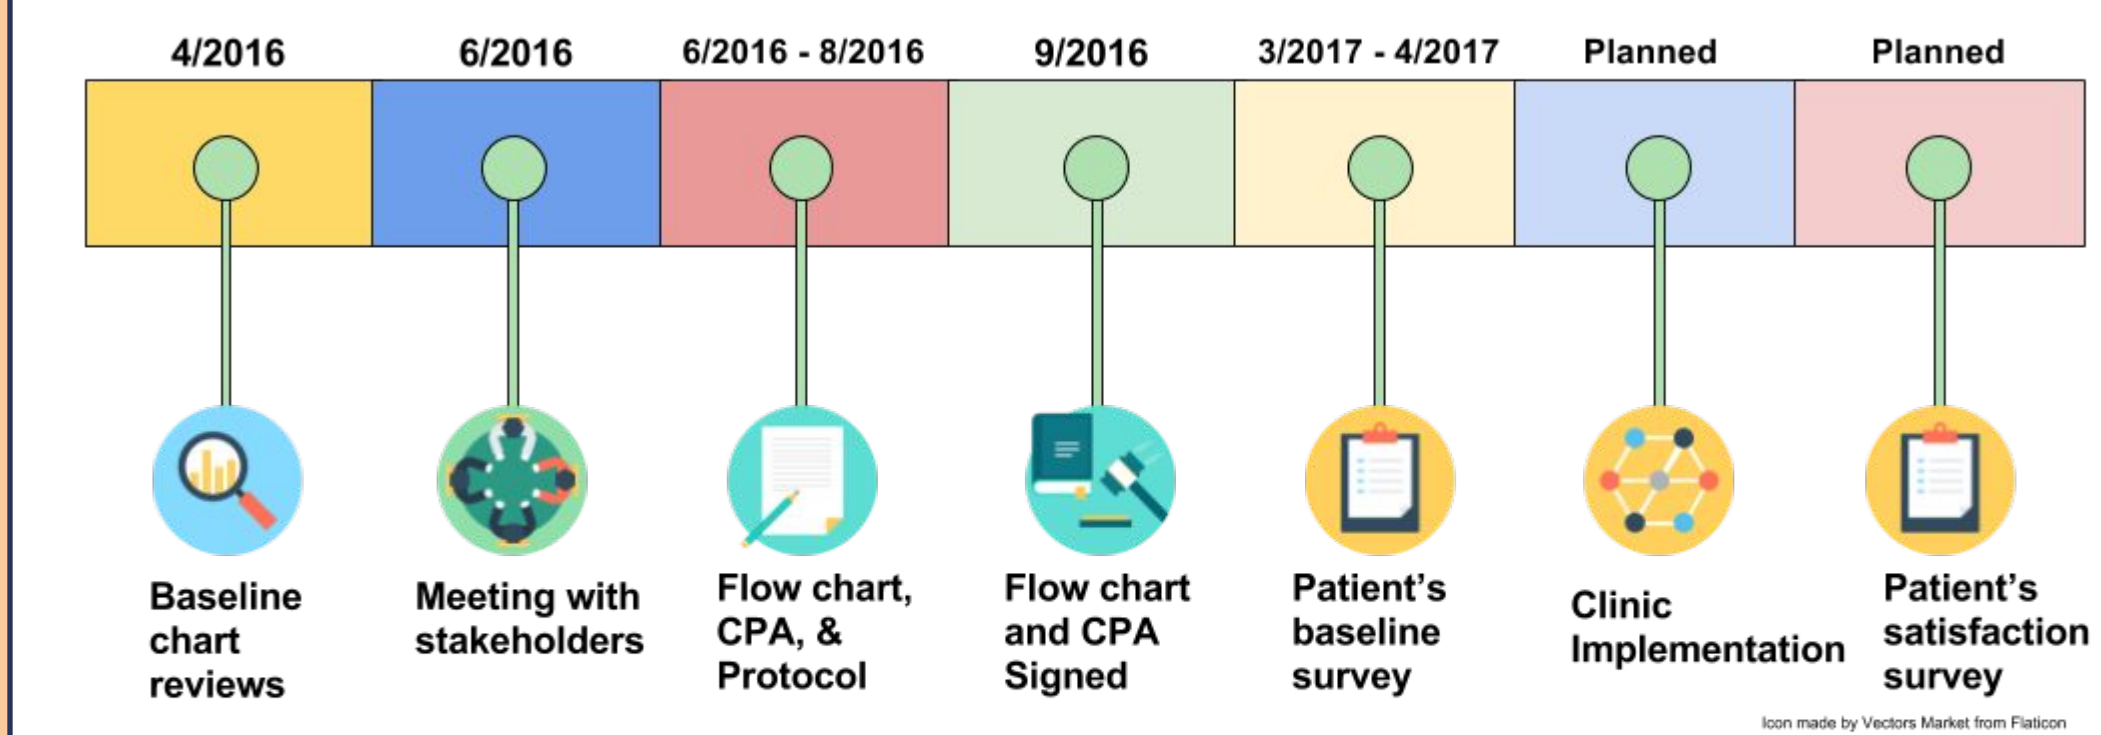 4/2016
6/2016
6/2016 - 8/2016
9/2016
3/2017 - 4/2017
Planned
Planned
Baseline
chart
reviews
Meeting with
stakeholders
Flow chart,
CPA, &
Protocol
Flow chart
and CPA
Signed
Patient’s
baseline
survey
Clinic
Implementation
Patient’s
satisfaction
survey
Icon made by Vectors Market from Flaticon